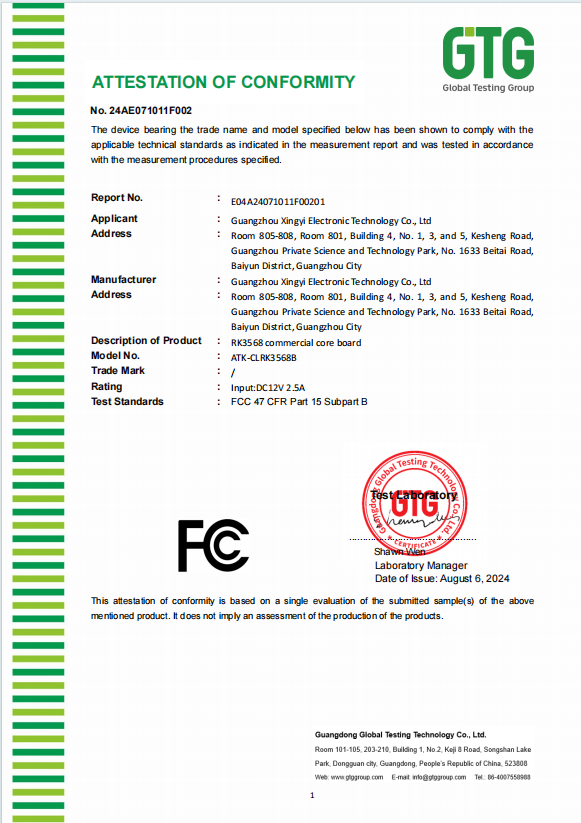 GTG
Global Testing Group
ATTESTATION OF CONFORMITY
No. 24AE071011F002
The device bearing the trade name and model specified below has been shown to comply with the
applicable technical standards as indicated in the measurement report and was tested in accordance
with the measurement procedures specified.
Report No. : E04A24071011F00201
Applicant : Guangzhou Xingyi Electronic Technology Co., Ltd
Address : Room 805-808, Room 801, Building 4, No. 1, 3, and 5, Kesheng Road,
Guangzhou Private Science and Technology Park, No. 1633 Beitai Road,
Baiyun District, Guangzhou City
Manufacturer : Guangzhou Xingyi Electronic Technology Co., Ltd
Address : Room 805-808, Room 801, Building 4, No. 1, 3, and 5, Kesheng Road,
Guangzhou Private Science and Technology Park, No. 1633 Beitai Road,
Baiyun District, Guangzhou City
Description of Product : RK3568 commercial core board
Model No. : ATK-CLRK3568B
Trade Mark : /
Rating : Input:DC12V 2.5A
Test Standards : FCC 47 CFR Part 15 Subpart B
FCC
Guangdong Global Testing Technology Co., Ltd.
GTG
Test Laboratory
★ CERTIFICATE ★
Shawn Wen
Laboratory Manager
Date of Issue: August 6, 2024
This attestation of conformity is based on a single evaluation of the submitted sample(s) of the above
mentioned product. It does not imply an assessment of the production of the products.
Guangdong Global Testing Technology Co., Ltd.
Room 101-105, 203-210, Building 1, No.2, Keji 8 Road, Songshan Lake
Park, Dongguan city, Guangdong, People's Republic of China, 523808
Web: www.gtggroup.com E-mail: info@gtggroup.com Tel.: 86-4007558988
1